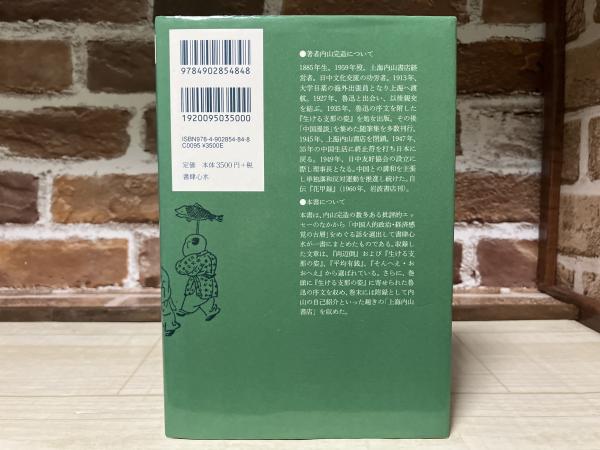 9784902854848
1920095035000
ISBN978-4-902854-84-8
C0095 ¥3500E
定価 本体3500円+税
書肆心水
●著者内山完造について
1885年生、1959年歿。上海内山書店経
営者。日中文化交流の功労者。1913年、
大学目薬の海外出張員となり上海へ渡
航。1927年、魯迅と出会い、以後親交
を結ぶ。1935年、魯迅の序文を附した
『生ける支那の姿』を処女出版、その後
「中国漫談」を集めた随筆集を多数刊行。
1945年、上海内山書店を閉鎖。1947年、
35年の中国生活に終止符を打ち日本に
戻る。1949年、日中友好協会の設立に
際し理事長となる。中国との講和を主張
し単独講和反対運動を推進し続けた。自
伝『花甲録』(1960年、岩波書店刊)。
●本書について
本書は、内山完造の数多ある批評的エッ
セーのなかから「中国人的政治・経済感
覚の古層」をめぐる話を選出して書肆心
水が一書にまとめたものである。収録し
た文章は、『両辺倒』および『生ける支
那の姿』、『平均有銭』、『そんへえ・お
おへえ』から選ばれている。さらに、巻
頭に『生ける支那の姿』に寄せられた魯
迅の序文を収め、巻末には附録として内
山の自己紹介といった趣きの「上海内山
書店」を収めた。